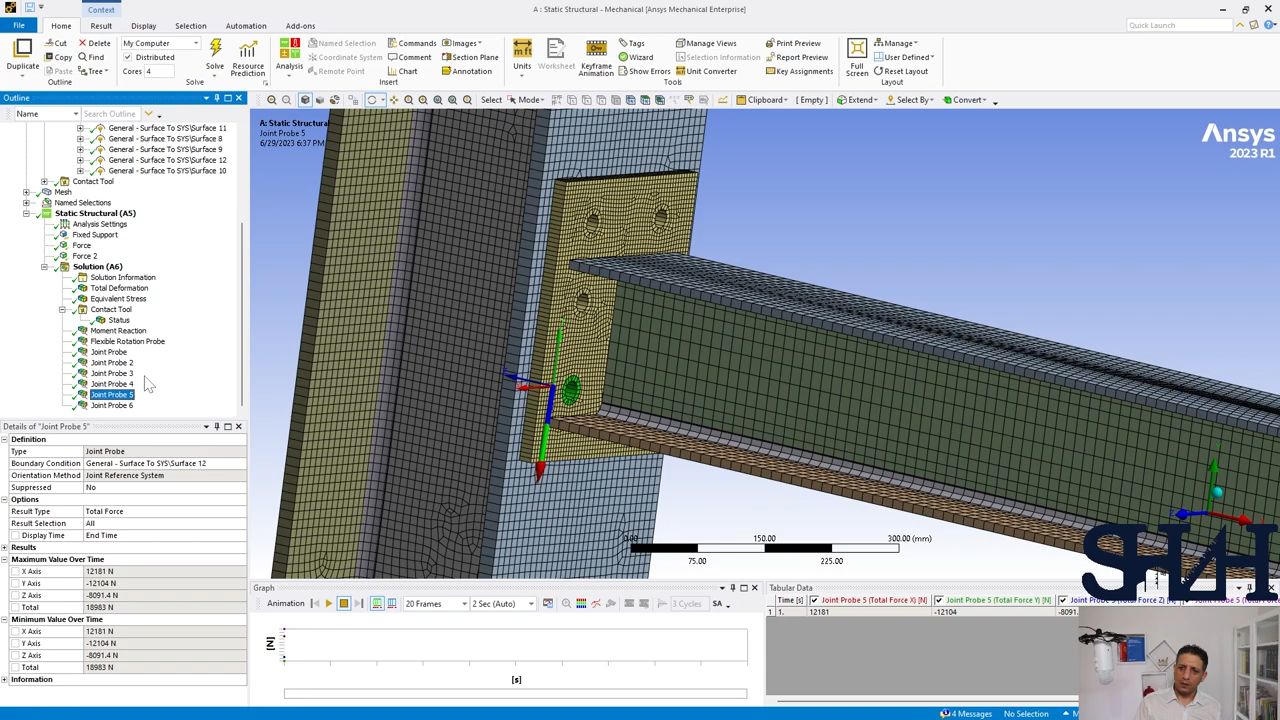 Context
A : Static Structural - Mechanical [Ansys Mechanical Enterprise]
File Home Result Display Selection Automation Add-ons
Quick Launch
Duplicate Cut Copy Paste Delete Find Tree Outline
My Computer Distributed Cores 4 Solve Resource Prediction Solve
Analysis Named Selection Coordinate System Remote Point Commands Comment Chart Images Section Plane Annotation Insert
Units Worksheet Keyframe Animation Tags Wizard Show Errors Manage Views Selection Information Unit Converter Print Preview Report Preview Key Assignments Tools
Full Screen Manage User Defined Reset Layout Layout
Outline
Select Mode Clipboard [ Empty ] Extend Select By Convert
Name Search Outline
General - Surface To SYS\Surface 11
General - Surface To SYS\Surface 8
General - Surface To SYS\Surface 9
General - Surface To SYS\Surface 12
General - Surface To SYS\Surface 10
Contact Tool
Mesh
Named Selections
Static Structural (A5)
Analysis Settings
Fixed Support
Force
Force 2
Solution (A6)
Solution Information
Total Deformation
Equivalent Stress
Contact Tool
Status
Moment Reaction
Flexible Rotation Probe
Joint Probe
Joint Probe 2
Joint Probe 3
Joint Probe 4
Joint Probe 5
Joint Probe 6
Details of "Joint Probe 5"
Definition
Type Joint Probe
Boundary Condition General - Surface To SYS\Surface 12
Orientation Method Joint Reference System
Suppressed No
Options
Result Type Total Force
Result Selection All
Display Time End Time
Results
Maximum Value Over Time
X Axis 12181 N
Y Axis -12104 N
Z Axis -8091.4 N
Total 18983 N
Minimum Value Over Time
X Axis 12181 N
Y Axis -12104 N
Z Axis -8091.4 N
Total 18983 N
Information
A: Static Structura
Joint Probe 5
6/29/2023 6:37 PM
Ansys
2023 R1
0.00 150.00 300.00 (mm)
75.00 225.00
Graph
Animation 20 Frames 2 Sec (Auto) 3 Cycles SA
[N]
[s]
Tabular Data
Time [s] Joint Probe 5 (Total Force X) [N] Joint Probe 5 (Total Force Y) [N] Joint Probe 5 (Total Force Z) [N]
1 1. 12181 -12104 -8091.
4 Messages No Selection